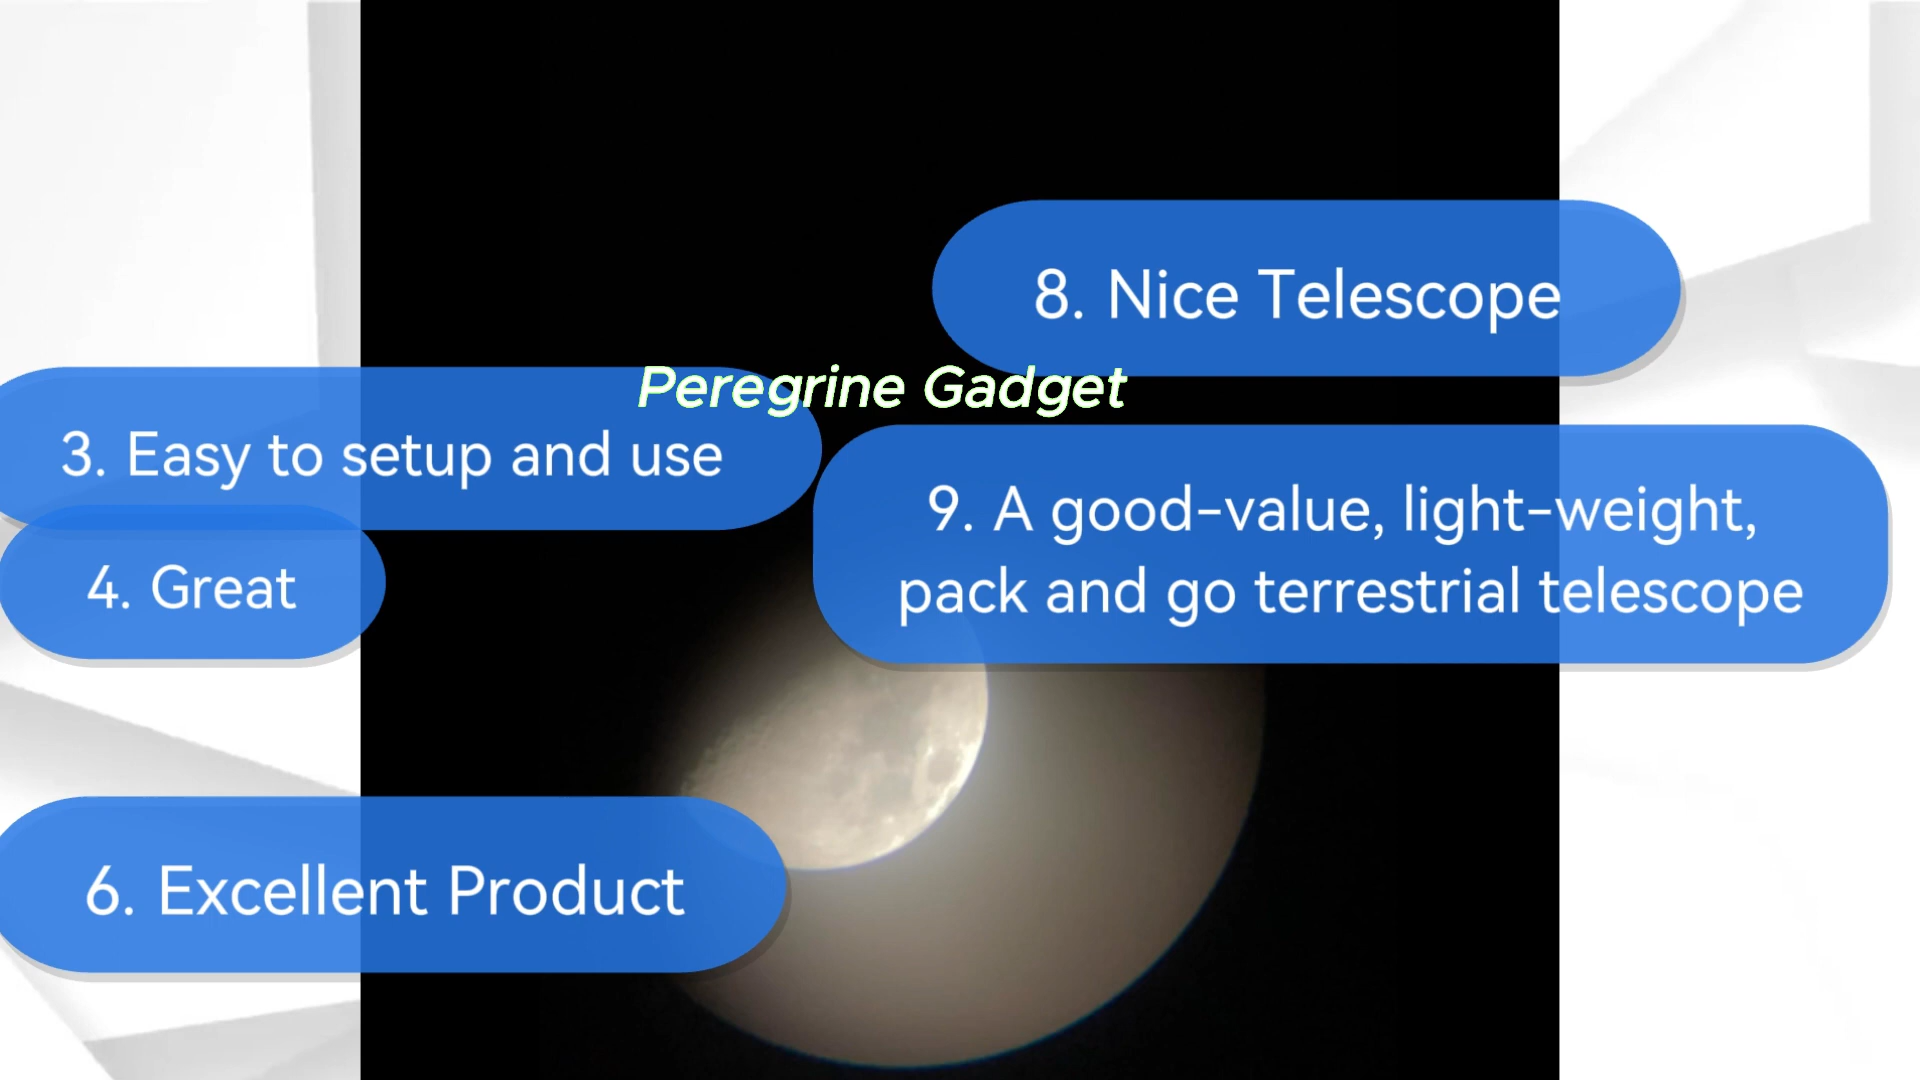 8. Nice Telescope
Peregrine Gadget
3. Easy to setup and use
9. A good-value, light-weight,
pack and go terrestrial telescope
4. Great
6. Excellent Product